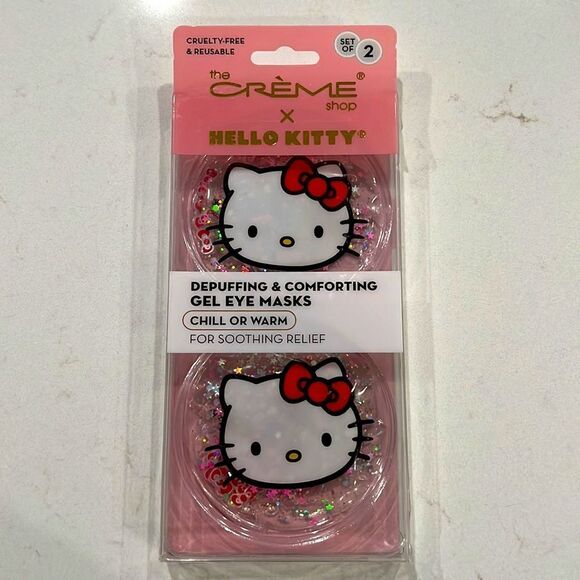 CRUELTY-FREE
& REUSABLE
SET OF 2
the
CRÈME®
shop
×
HELLO KITTY®
DEPUFFING & COMFORTING
GEL EYE MASKS
CHILL OR WARM
FOR SOOTHING RELIEF